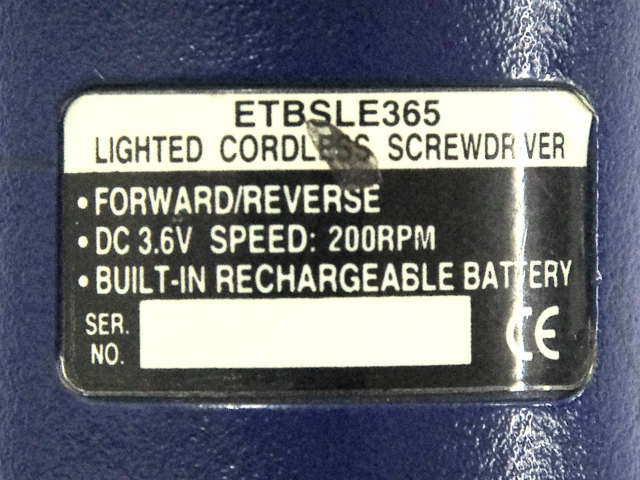 ETBSLE365
LIGHTED CORDLESS SCREWDRIVER
• FORWARD/REVERSE
• DC 3.6V SPEED: 200RPM
• BUILT-IN RECHARGEABLE BATTERY
SER.
NO.
CE